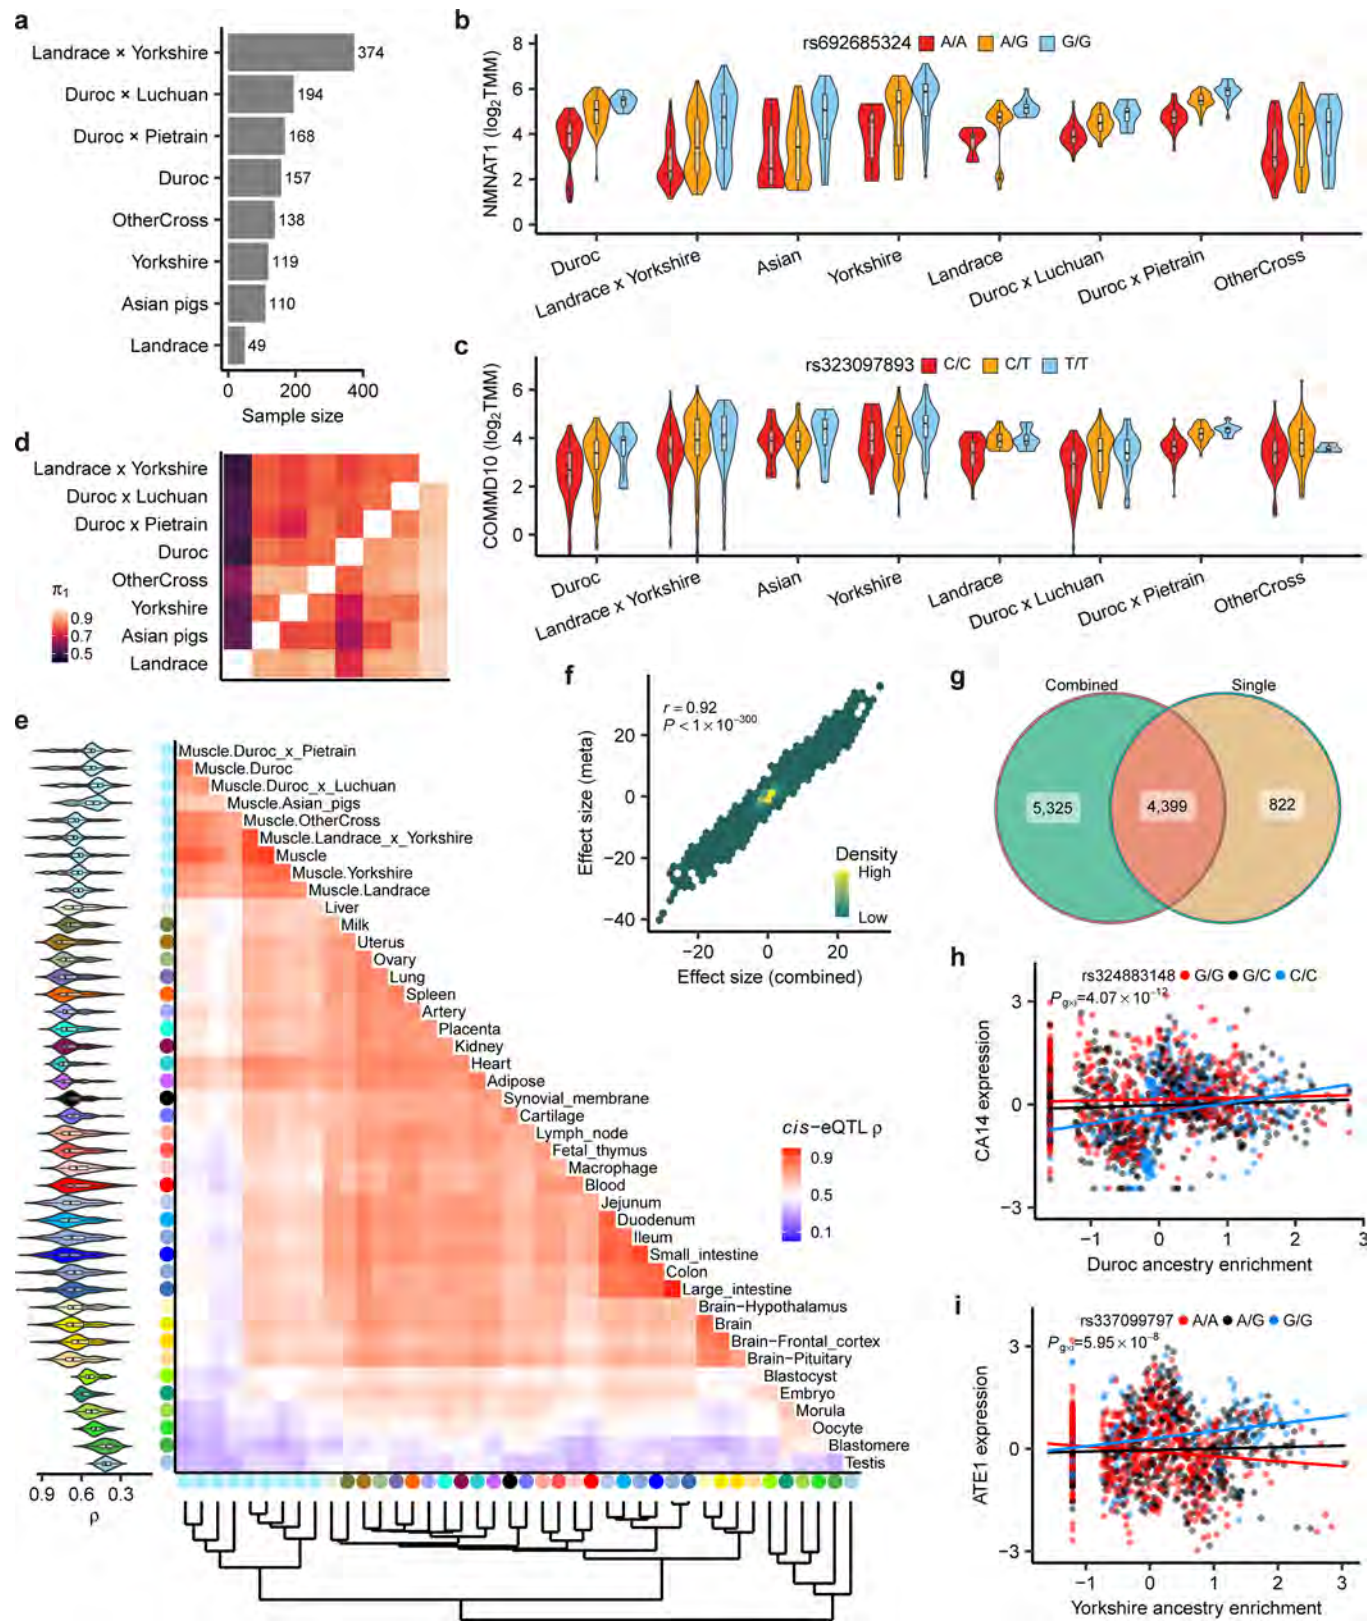 a
Landrace × Yorkshire 374
Duroc × Luchuan 194
Duroc × Pietrain 168
Duroc 157
OtherCross 138
Yorkshire 119
Asian pigs 110
Landrace 49
0 200 400
Sample size
b
rs692685324 A/A A/G G/G
NMNAT1 (log2TMM)
8
6
4
2
0
Duroc
Landrace x Yorkshire
Asian
Yorkshire
Landrace
Duroc x Luchuan
Duroc x Pietrain
OtherCross
c
rs323097893 C/C C/T T/T
COMMD10 (log2TMM)
6
4
2
0
Duroc
Landrace x Yorkshire
Asian
Yorkshire
Landrace
Duroc x Luchuan
Duroc x Pietrain
OtherCross
d
Landrace x Yorkshire
Duroc x Luchuan
Duroc x Pietrain
Duroc
OtherCross
Yorkshire
Asian pigs
Landrace
π1
0.9
0.7
0.5
e
Muscle.Duroc_x_Pietrain
Muscle.Duroc
Muscle.Duroc_x_Luchuan
Muscle.Asian_pigs
Muscle.OtherCross
Muscle.Landrace_x_Yorkshire
Muscle
Muscle.Yorkshire
Muscle.Landrace
Liver
Milk
Uterus
Ovary
Lung
Spleen
Artery
Placenta
Kidney
Heart
Adipose
Synovial_membrane
Cartilage
Lymph_node
Fetal_thymus
Macrophage
Blood
Jejunum
Duodenum
Ileum
Small_intestine
Colon
Large_intestine
Brain−Hypothalamus
Brain
Brain−Frontal_cortex
Brain−Pituitary
Blastocyst
Embryo
Morula
Oocyte
Blastomere
Testis
cis−eQTL ρ
0.9
0.5
0.1
0.9 0.6 0.3
ρ
f
r = 0.92
P < 1 × 10−300
Effect size (meta)
20
0
−20
−40
Density
High
Low
−20 0 20
Effect size (combined)
g
Combined Single
5,325 4,399 822
h
rs324883148 G/G G/C C/C
Pg×i=4.07 × 10−12
CA14 expression
3
0
−3
−1 0 1 2 3
Duroc ancestry enrichment
i
rs337099797 A/A A/G G/G
Pg×i=5.95 × 10−8
ATE1 expression
3
0
−3
−1 0 1 2 3
Yorkshire ancestry enrichment